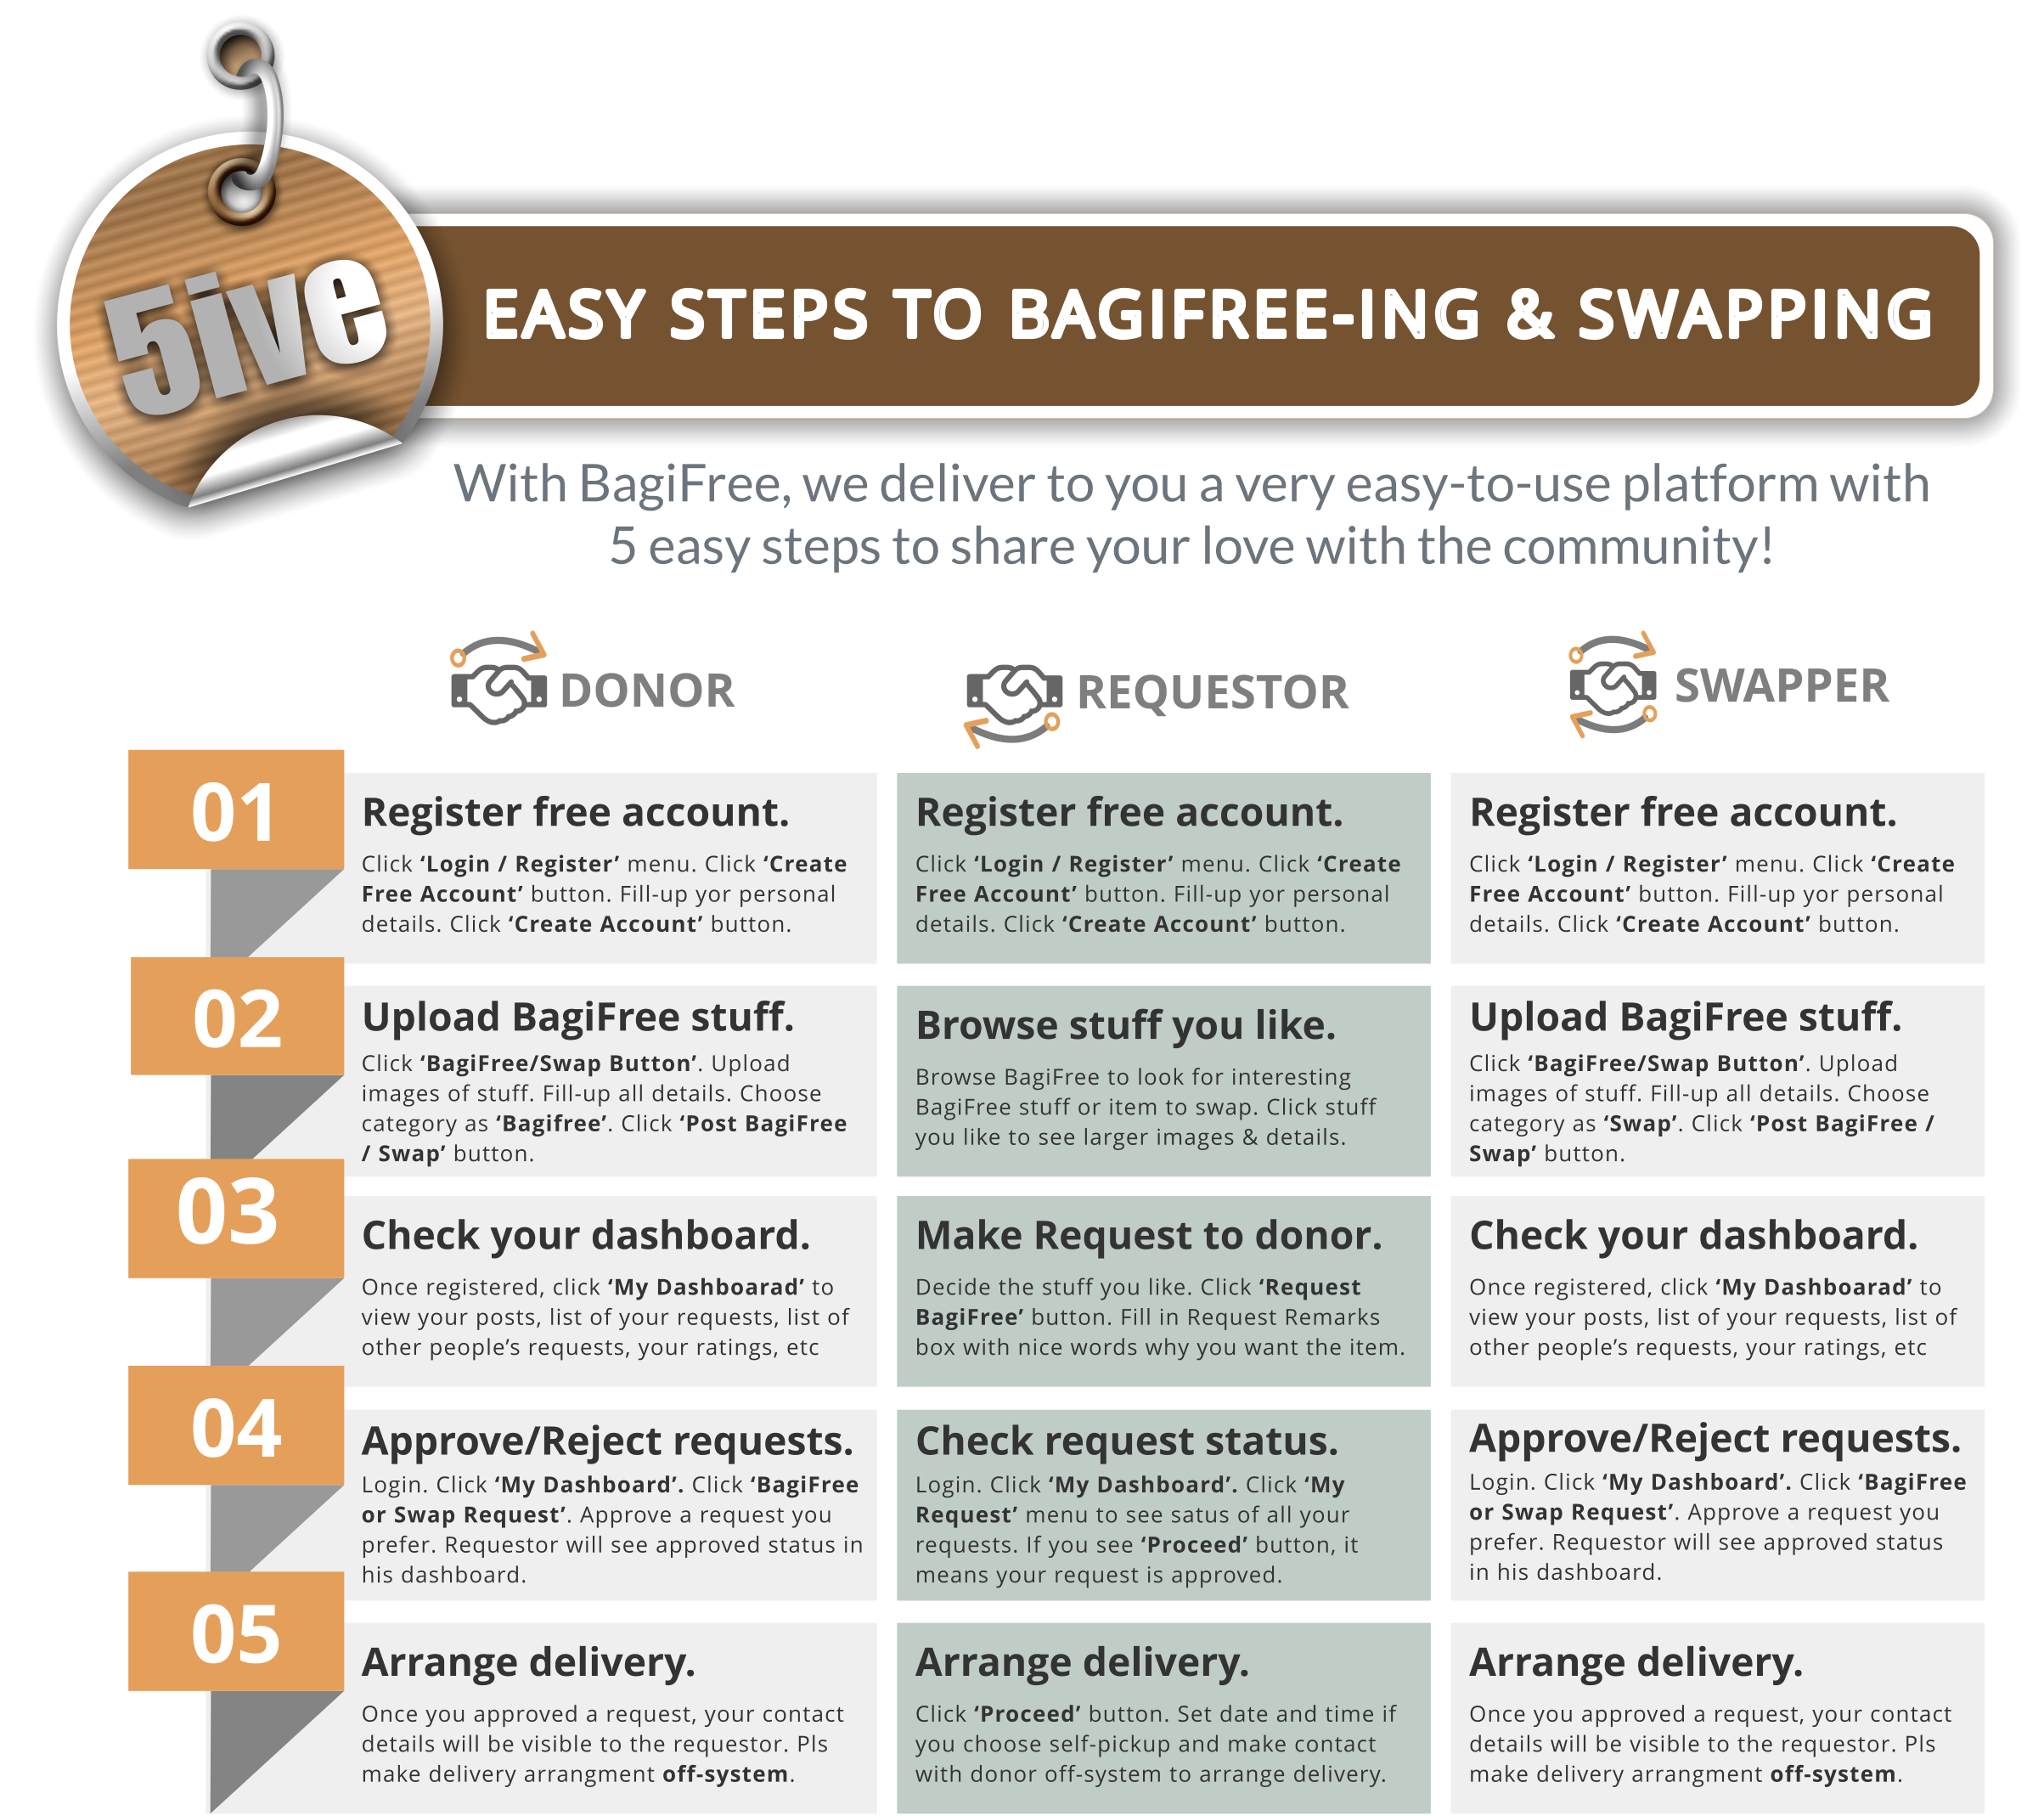 5ive
EASY STEPS TO BAGIFREE-ING & SWAPPING
With BagiFree, we deliver to you a very easy-to-use platform with
5 easy steps to share your love with the community!
DONOR
REQUESTOR
SWAPPER
01
Register free account.
Click ‘Login / Register’ menu. Click ‘Create
Free Account’ button. Fill-up yor personal
details. Click ‘Create Account’ button.
Register free account.
Click ‘Login / Register’ menu. Click ‘Create
Free Account’ button. Fill-up yor personal
details. Click ‘Create Account’ button.
Register free account.
Click ‘Login / Register’ menu. Click ‘Create
Free Account’ button. Fill-up yor personal
details. Click ‘Create Account’ button.
02
Upload BagiFree stuff.
Click ‘BagiFree/Swap Button’. Upload
images of stuff. Fill-up all details. Choose
category as ‘Bagifree’. Click ‘Post BagiFree
/ Swap’ button.
Browse stuff you like.
Browse BagiFree to look for interesting
BagiFree stuff or item to swap. Click stuff
you like to see larger images & details.
Upload BagiFree stuff.
Click ‘BagiFree/Swap Button’. Upload
images of stuff. Fill-up all details. Choose
category as ‘Swap’. Click ‘Post BagiFree /
Swap’ button.
03
Check your dashboard.
Once registered, click ‘My Dashboarad’ to
view your posts, list of your requests, list of
other people’s requests, your ratings, etc
Make Request to donor.
Decide the stuff you like. Click ‘Request
BagiFree’ button. Fill in Request Remarks
box with nice words why you want the item.
Check your dashboard.
Once registered, click ‘My Dashboarad’ to
view your posts, list of your requests, list of
other people’s requests, your ratings, etc
04
Approve/Reject requests.
Login. Click ‘My Dashboard’. Click ‘BagiFree
or Swap Request’. Approve a request you
prefer. Requestor will see approved status in
his dashboard.
Check request status.
Login. Click ‘My Dashboard’. Click ‘My
Request’ menu to see satus of all your
requests. If you see ‘Proceed’ button, it
means your request is approved.
Approve/Reject requests.
Login. Click ‘My Dashboard’. Click ‘BagiFree
or Swap Request’. Approve a request you
prefer. Requestor will see approved status
in his dashboard.
05
Arrange delivery.
Once you approved a request, your contact
details will be visible to the requestor. Pls
make delivery arrangment off-system.
Arrange delivery.
Click ‘Proceed’ button. Set date and time if
you choose self-pickup and make contact
with donor off-system to arrange delivery.
Arrange delivery.
Once you approved a request, your contact
details will be visible to the requestor. Pls
make delivery arrangment off-system.